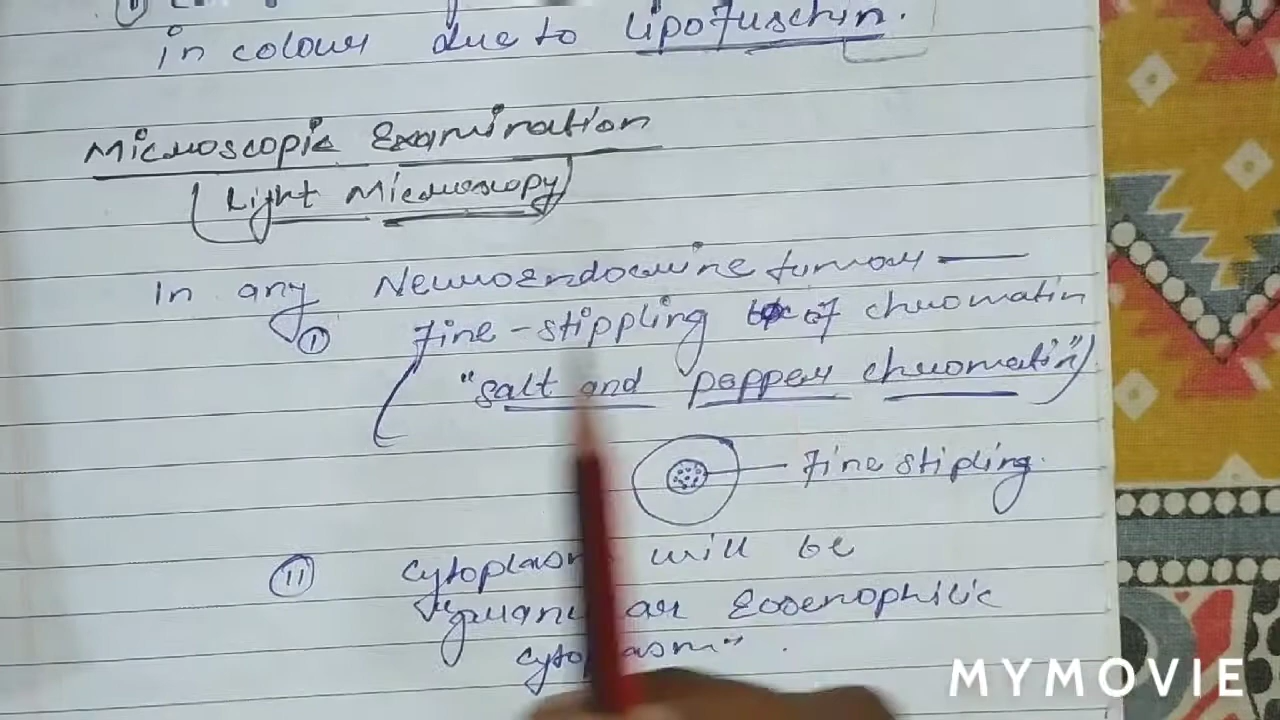 in colour due to lipofuschin.
Microscopic Examination
(Light Microscopy)
In any Neuroendocrine tumour —
(i) Fine-stippling of chromatin
("salt and pepper chromatin")
Fine stipling.
(ii) cytoplasm will be
"granular Eosenophilic
cytoplasm".
MYMOVIE